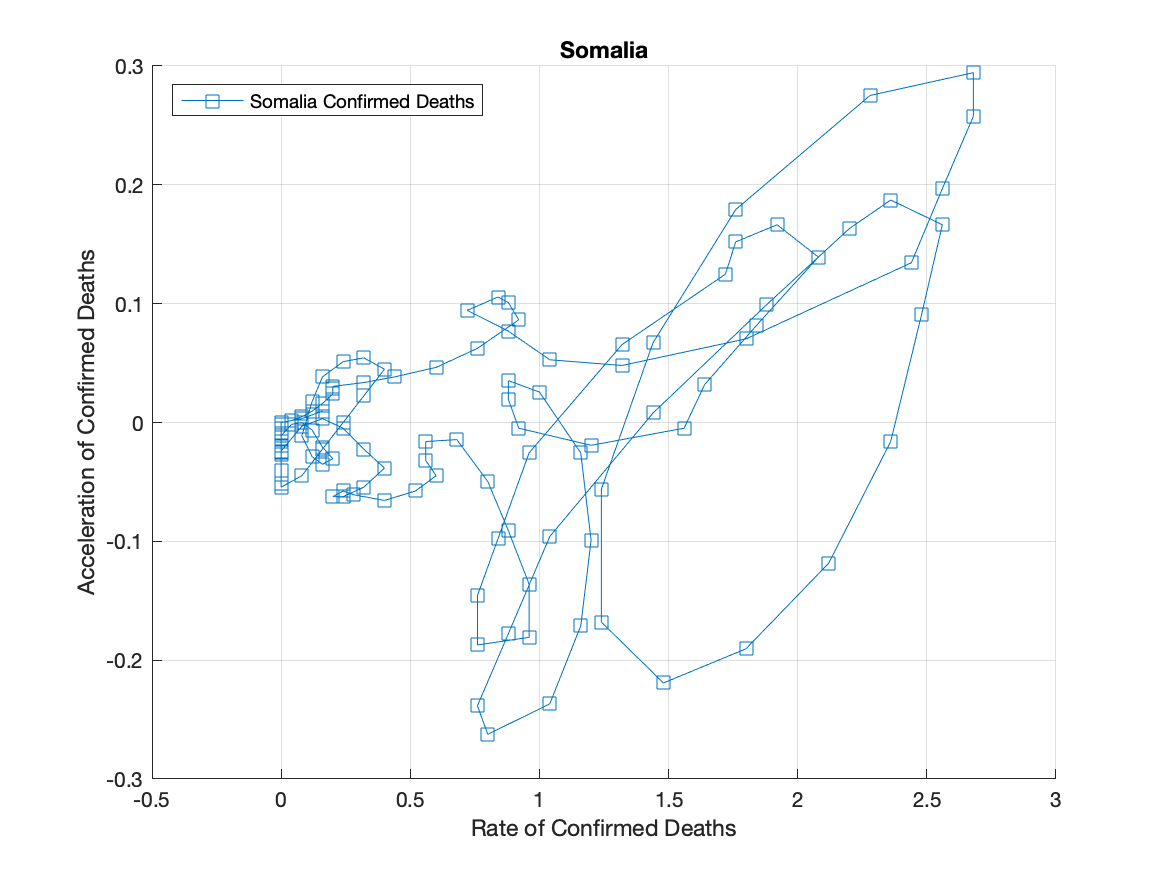 Somalia
Somalia Confirmed Deaths
0.3
0.2
0.1
0
-0.1
-0.2
-0.3
Acceleration of Confirmed Deaths
-0.5 0 0.5 1 1.5 2 2.5 3
Rate of Confirmed Deaths